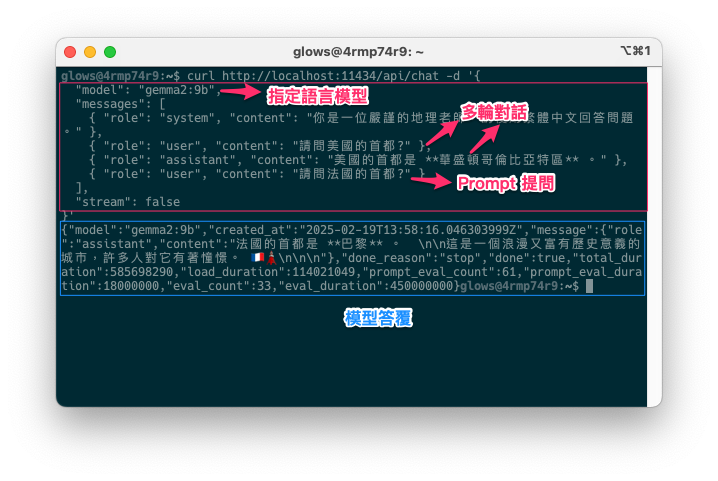 glows@4rmp74r9: ~
⌥⌘1
glows@4rmp74r9:~$ curl http://localhost:11434/api/chat -d '{
"model": "gemma2:9b",
指定語言模型
"messages": [
多輪對話
{ "role": "system", "content": "你是一位嚴謹的地理老師 繁體中文回答問題
。" },
{ "role": "user", "content": "請問美國的首都?" },
{ "role": "assistant", "content": "美國的首都是 **華盛頓哥倫比亞特區** 。" },
{ "role": "user", "content": "請問法國的首都?" }
Prompt 提問
],
"stream": false
}'
{"model":"gemma2:9b","created_at":"2025-02-19T13:58:16.046303999Z","message":{"role
":"assistant","content":"法國的首都是 **巴黎** 。 \n\n這是一個浪漫又富有歷史意義的
城市，許多人對它有著憧憬。 🇫🇷💃\n\n\n"},"done_reason":"stop","done":true,"total_dur
ation":585698290,"load_duration":114021049,"prompt_eval_count":61,"prompt_eval_dura
tion":18000000,"eval_count":33,"eval_duration":450000000}glows@4rmp74r9:~$
模型答覆